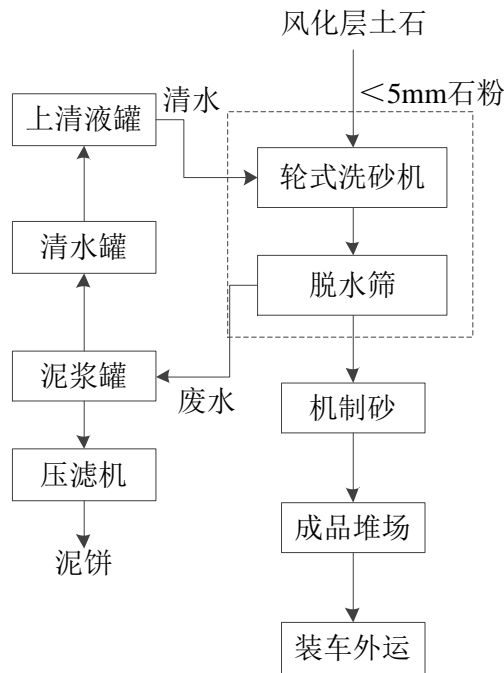 风化层土石
＜5mm石粉
清水
上清液罐
轮式洗砂机
清水罐
脱水筛
泥浆罐
废水
机制砂
压滤机
成品堆场
泥饼
装车外运